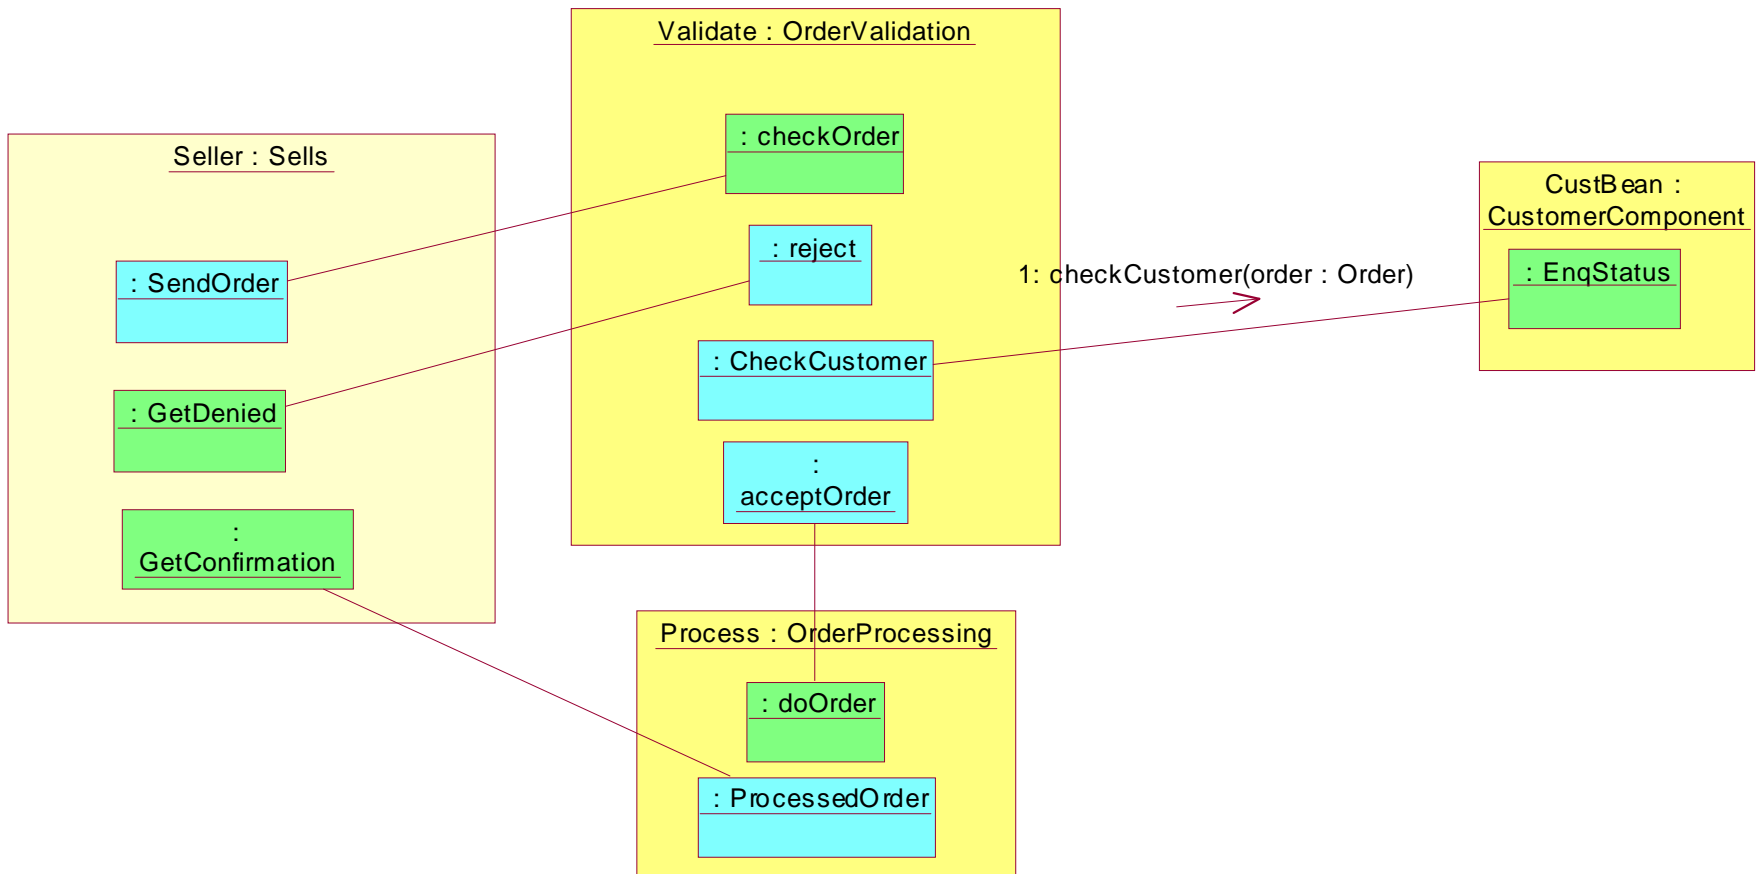 Validate : OrderValidation
: checkOrder
: reject
: CheckCustomer
:
acceptOrder
Seller : Sells
: SendOrder
: GetDenied
:
GetConfirmation
1: checkCustomer(order : Order)
CustBean :
CustomerComponent
: EnqStatus
Process : OrderProcessing
: doOrder
: ProcessedOrder